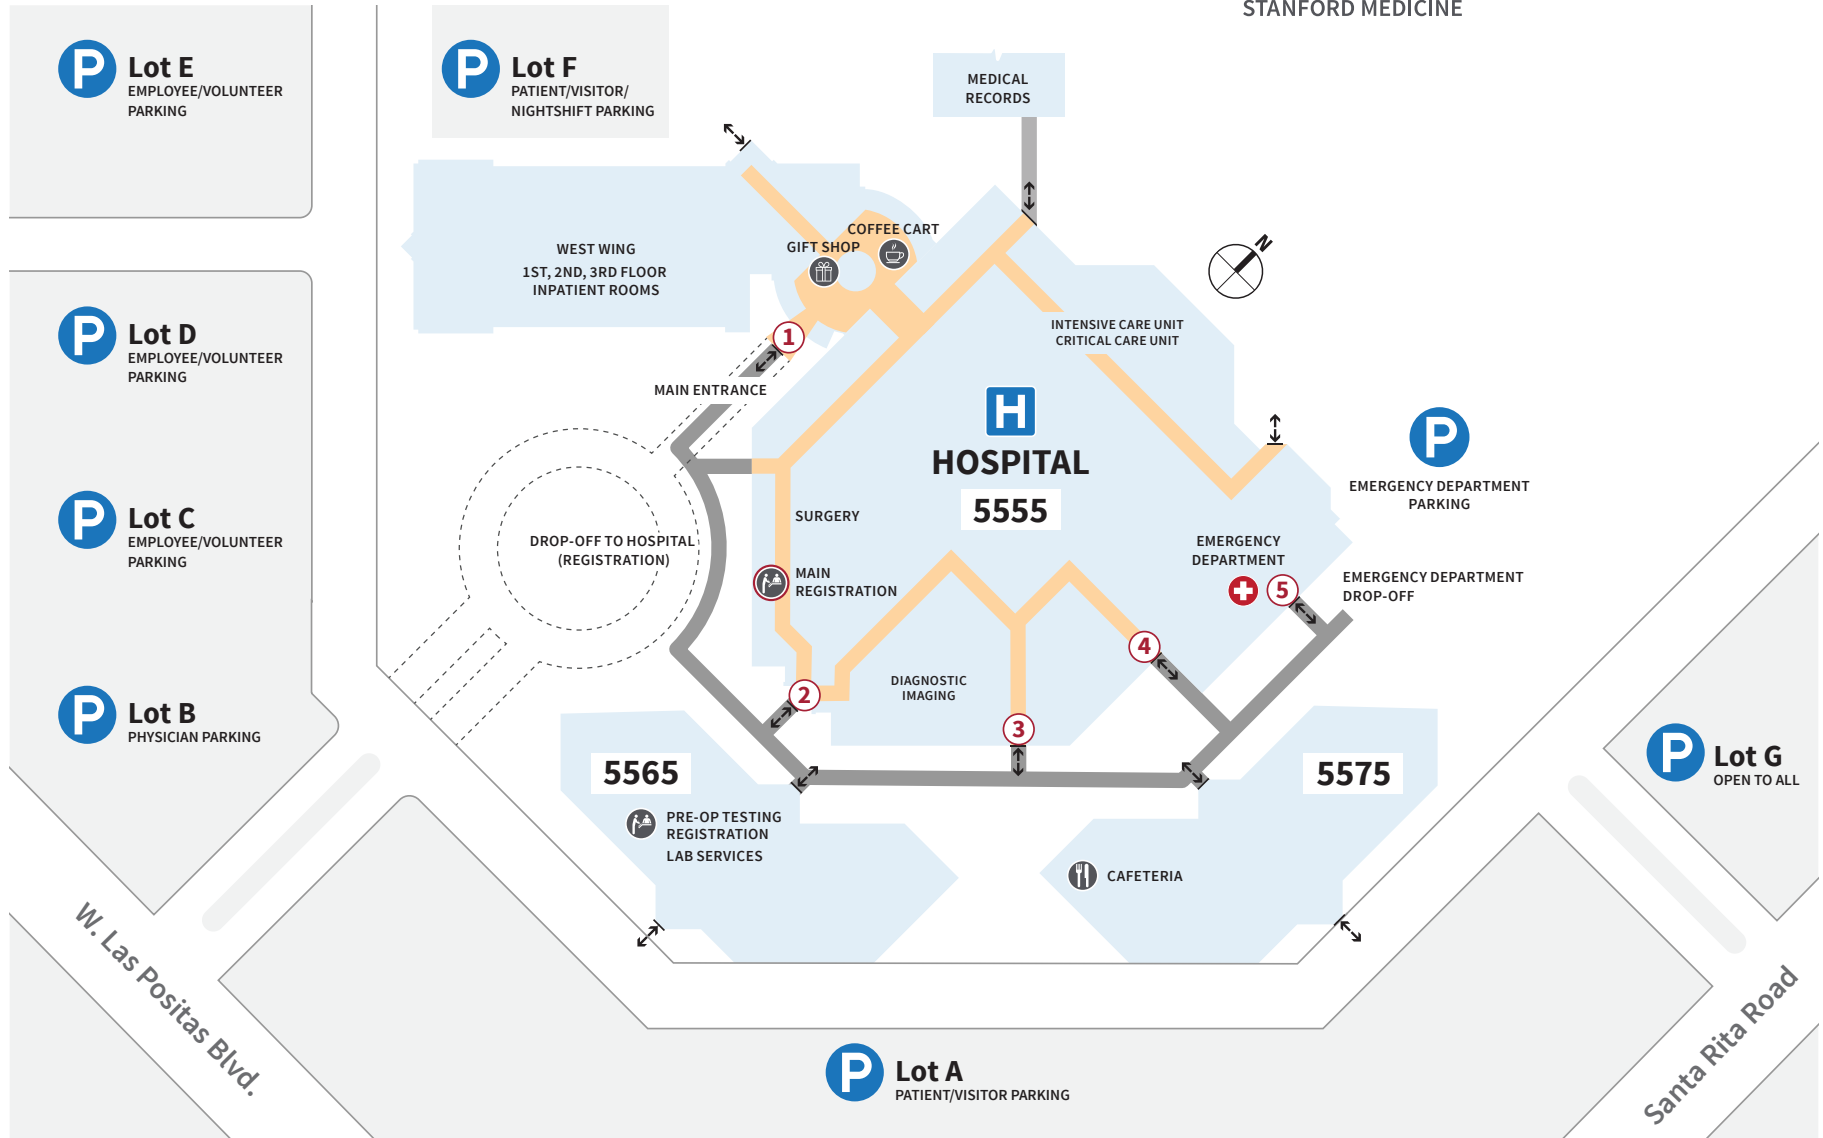 STANFORD MEDICINE
P
Lot E
EMPLOYEE/VOLUNTEER
PARKING
P
Lot F
PATIENT/VISITOR/
NIGHTSHIFT PARKING
MEDICAL
RECORDS
WEST WING
1ST, 2ND, 3RD FLOOR
INPATIENT ROOMS
COFFEE CART
GIFT SHOP
N
P
Lot D
EMPLOYEE/VOLUNTEER
PARKING
1
MAIN ENTRANCE
INTENSIVE CARE UNIT
CRITICAL CARE UNIT
H
HOSPITAL
5555
P
EMERGENCY DEPARTMENT
PARKING
P
Lot C
EMPLOYEE/VOLUNTEER
PARKING
DROP-OFF TO HOSPITAL
(REGISTRATION)
SURGERY
MAIN
REGISTRATION
EMERGENCY
DEPARTMENT
5
EMERGENCY DEPARTMENT
DROP-OFF
4
P
Lot B
PHYSICIAN PARKING
2
DIAGNOSTIC
IMAGING
3
5565
PRE-OP TESTING
REGISTRATION
LAB SERVICES
5575
CAFETERIA
P
Lot G
OPEN TO ALL
W. Las Positas Blvd.
P
Lot A
PATIENT/VISITOR PARKING
Santa Rita Road